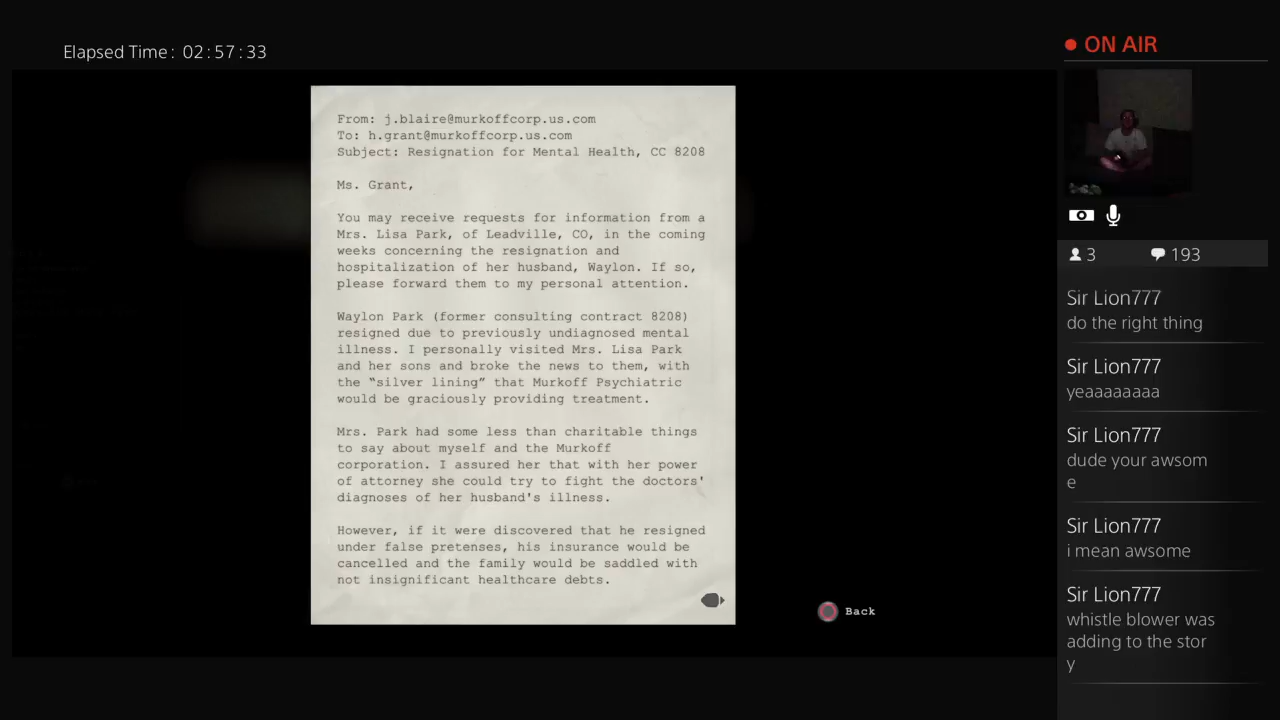 Elapsed Time: 02:57:33
ON AIR
From: j.blaire@murkoffcorp.us.com
To: h.grant@murkoffcorp.us.com
Subject: Resignation for Mental Health, CC 8208
Ms. Grant,
You may receive requests for information from a
Mrs. Lisa Park, of Leadville, CO, in the coming
weeks concerning the resignation and
hospitalization of her husband, Waylon. If so,
please forward them to my personal attention.
Waylon Park (former consulting contract 8208)
resigned due to previously undiagnosed mental
illness. I personally visited Mrs. Lisa Park
and her sons and broke the news to them, with
the “silver lining” that Murkoff Psychiatric
would be graciously providing treatment.
Mrs. Park had some less than charitable things
to say about myself and the Murkoff
corporation. I assured her that with her power
of attorney she could try to fight the doctors'
diagnoses of her husband's illness.
However, if it were discovered that he resigned
under false pretenses, his insurance would be
cancelled and the family would be saddled with
not insignificant healthcare debts.
Back
3
193
Sir Lion777
do the right thing
Sir Lion777
yeaaaaaaaa
Sir Lion777
dude your awsom
e
Sir Lion777
i mean awsome
Sir Lion777
whistle blower was
adding to the stor
y